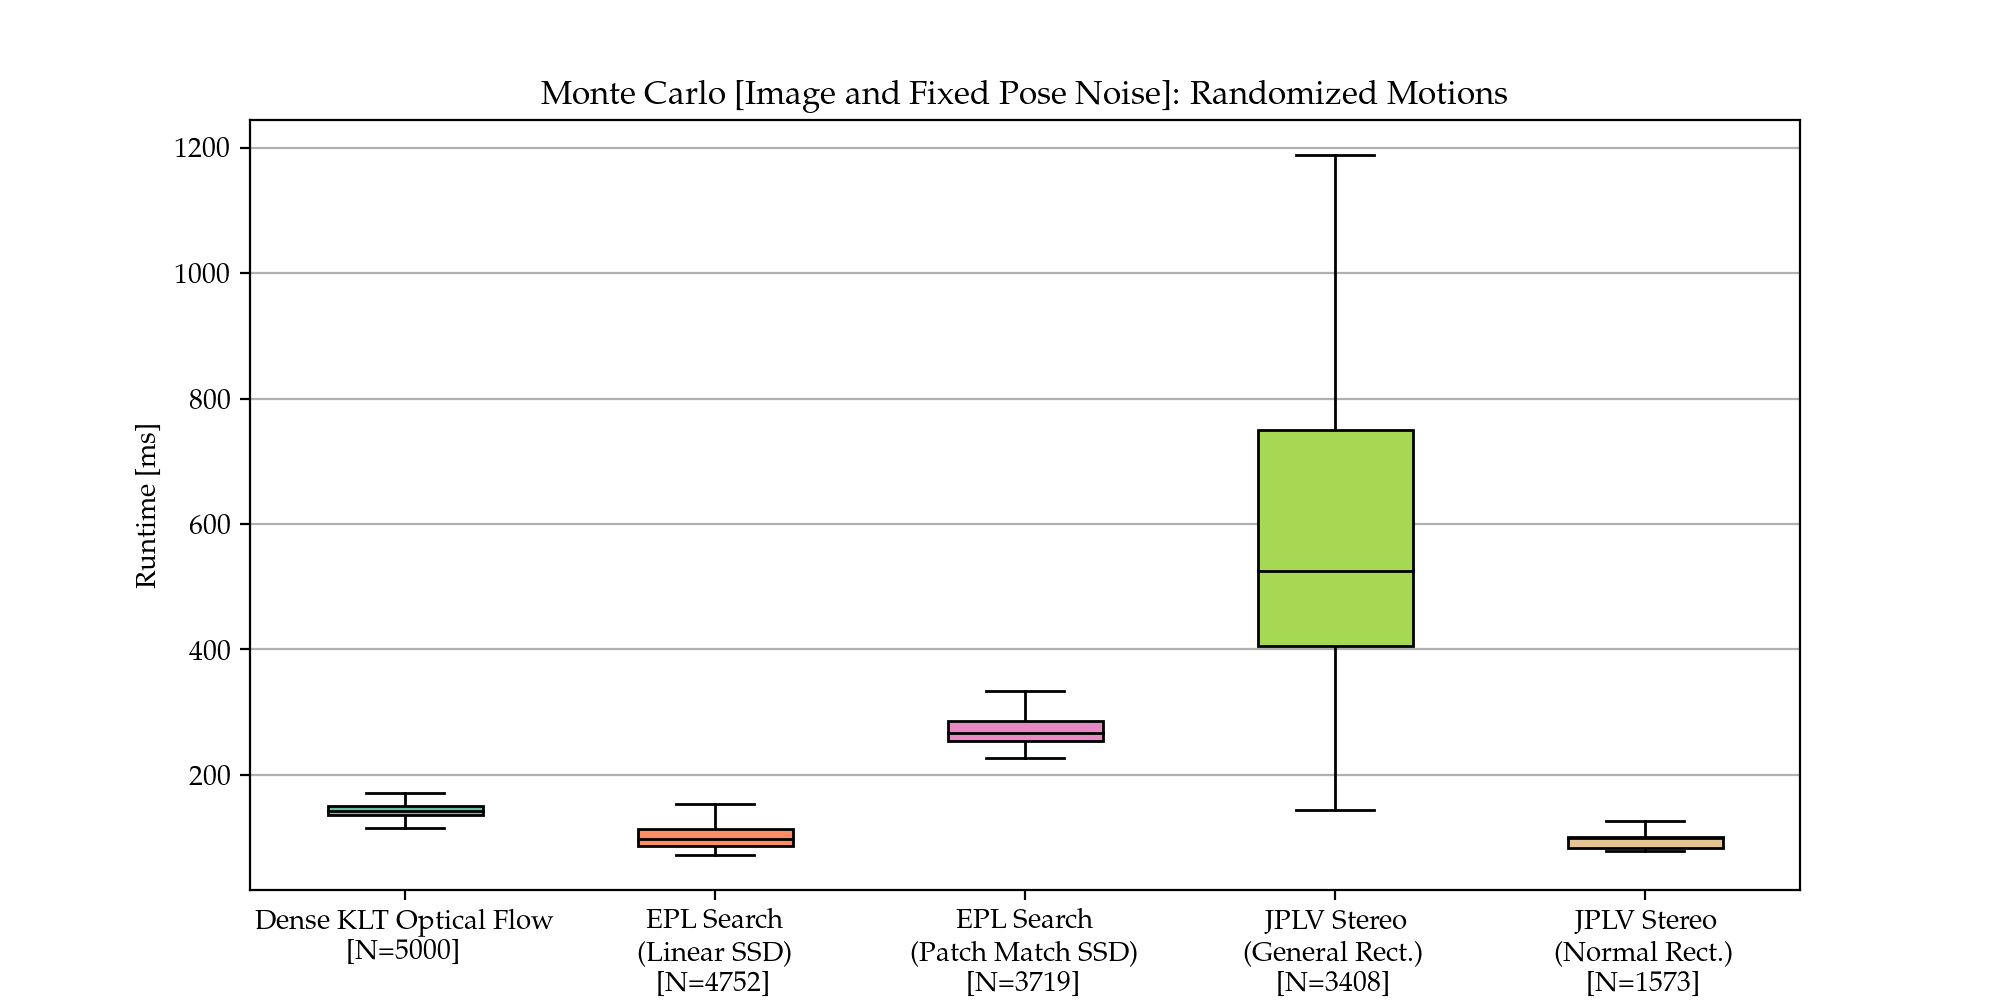 Monte Carlo [Image and Fixed Pose Noise]: Randomized Motions
1200
1000
800
600
400
200
Runtime [ms]
Dense KLT Optical Flow
[N=5000]
EPL Search
(Linear SSD)
[N=4752]
EPL Search
(Patch Match SSD)
[N=3719]
JPLV Stereo
(General Rect.)
[N=3408]
JPLV Stereo
(Normal Rect.)
[N=1573]